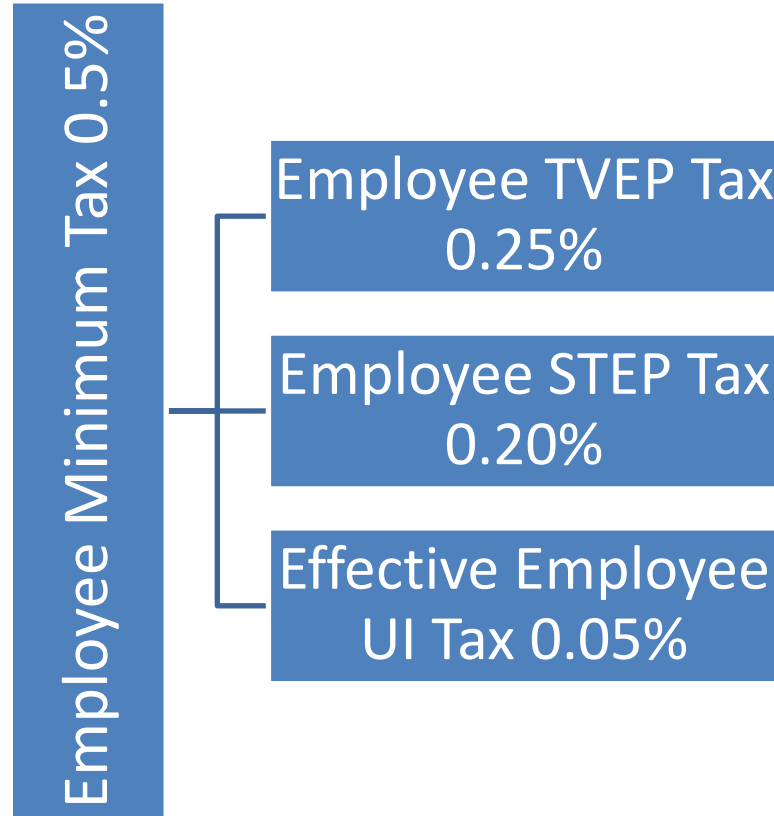 Employee Minimum Tax 0.5%
Employee TVEP Tax
0.25%
Employee STEP Tax
0.20%
Effective Employee
UI Tax 0.05%